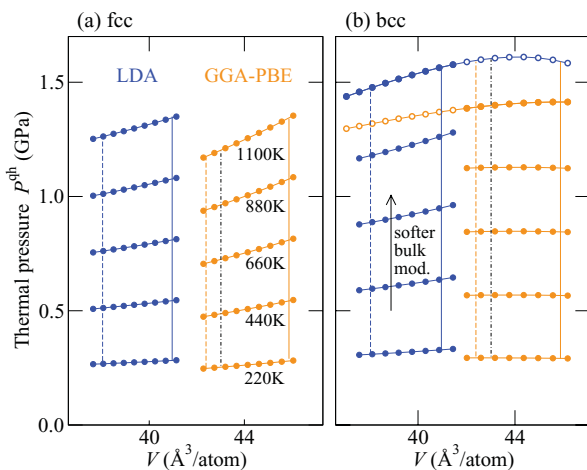 (a) fcc
(b) bcc
LDA
GGA-PBE
1.5
1.0
0.5
0.0
Thermal pressure P^qh (GPa)
1100K
880K
660K
440K
220K
softer
bulk
mod.
40
44
40
44
V (Å^3/atom)
V (Å^3/atom)